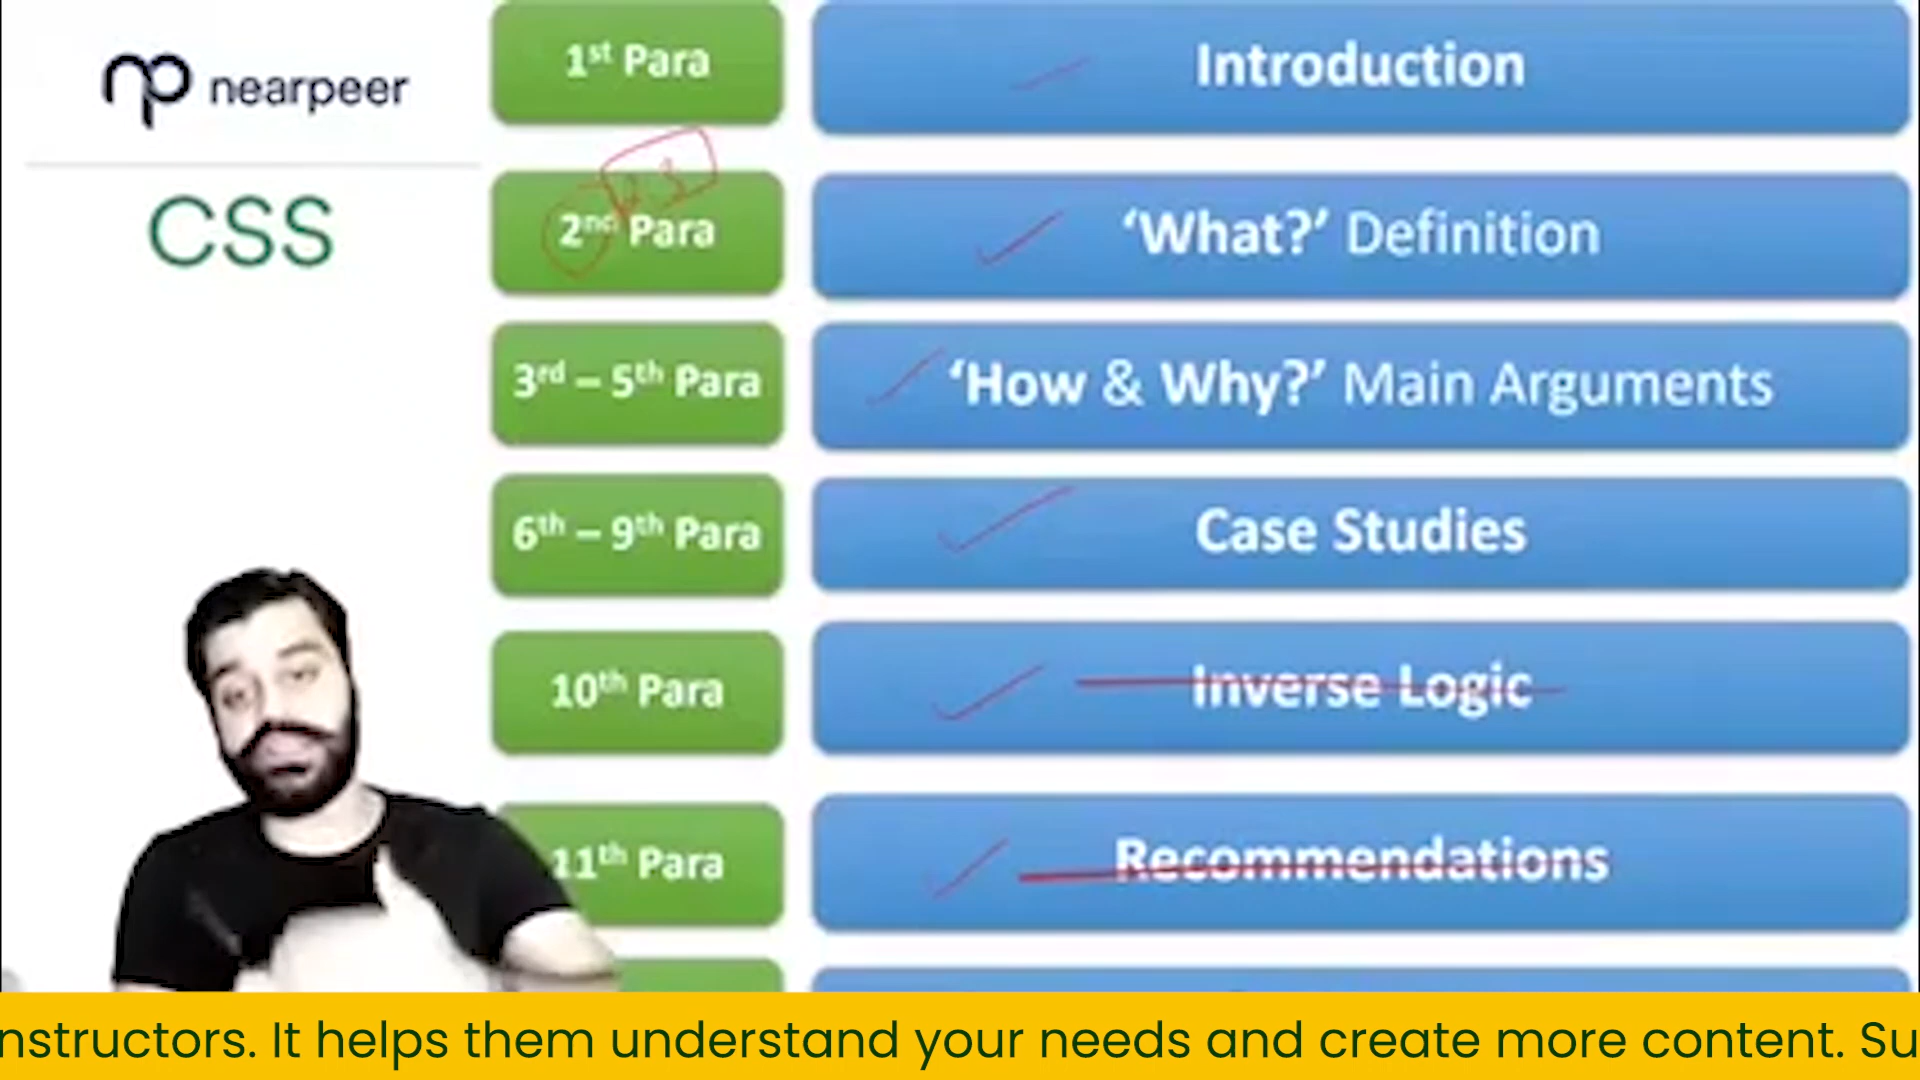 nearpeer
CSS
1st Para
Introduction
2nd Para
‘What?’ Definition
3rd – 5th Para
‘How & Why?’ Main Arguments
6th – 9th Para
Case Studies
10th Para
Inverse Logic
11th Para
Recommendations
nstructors. It helps them understand your needs and create more content. Su